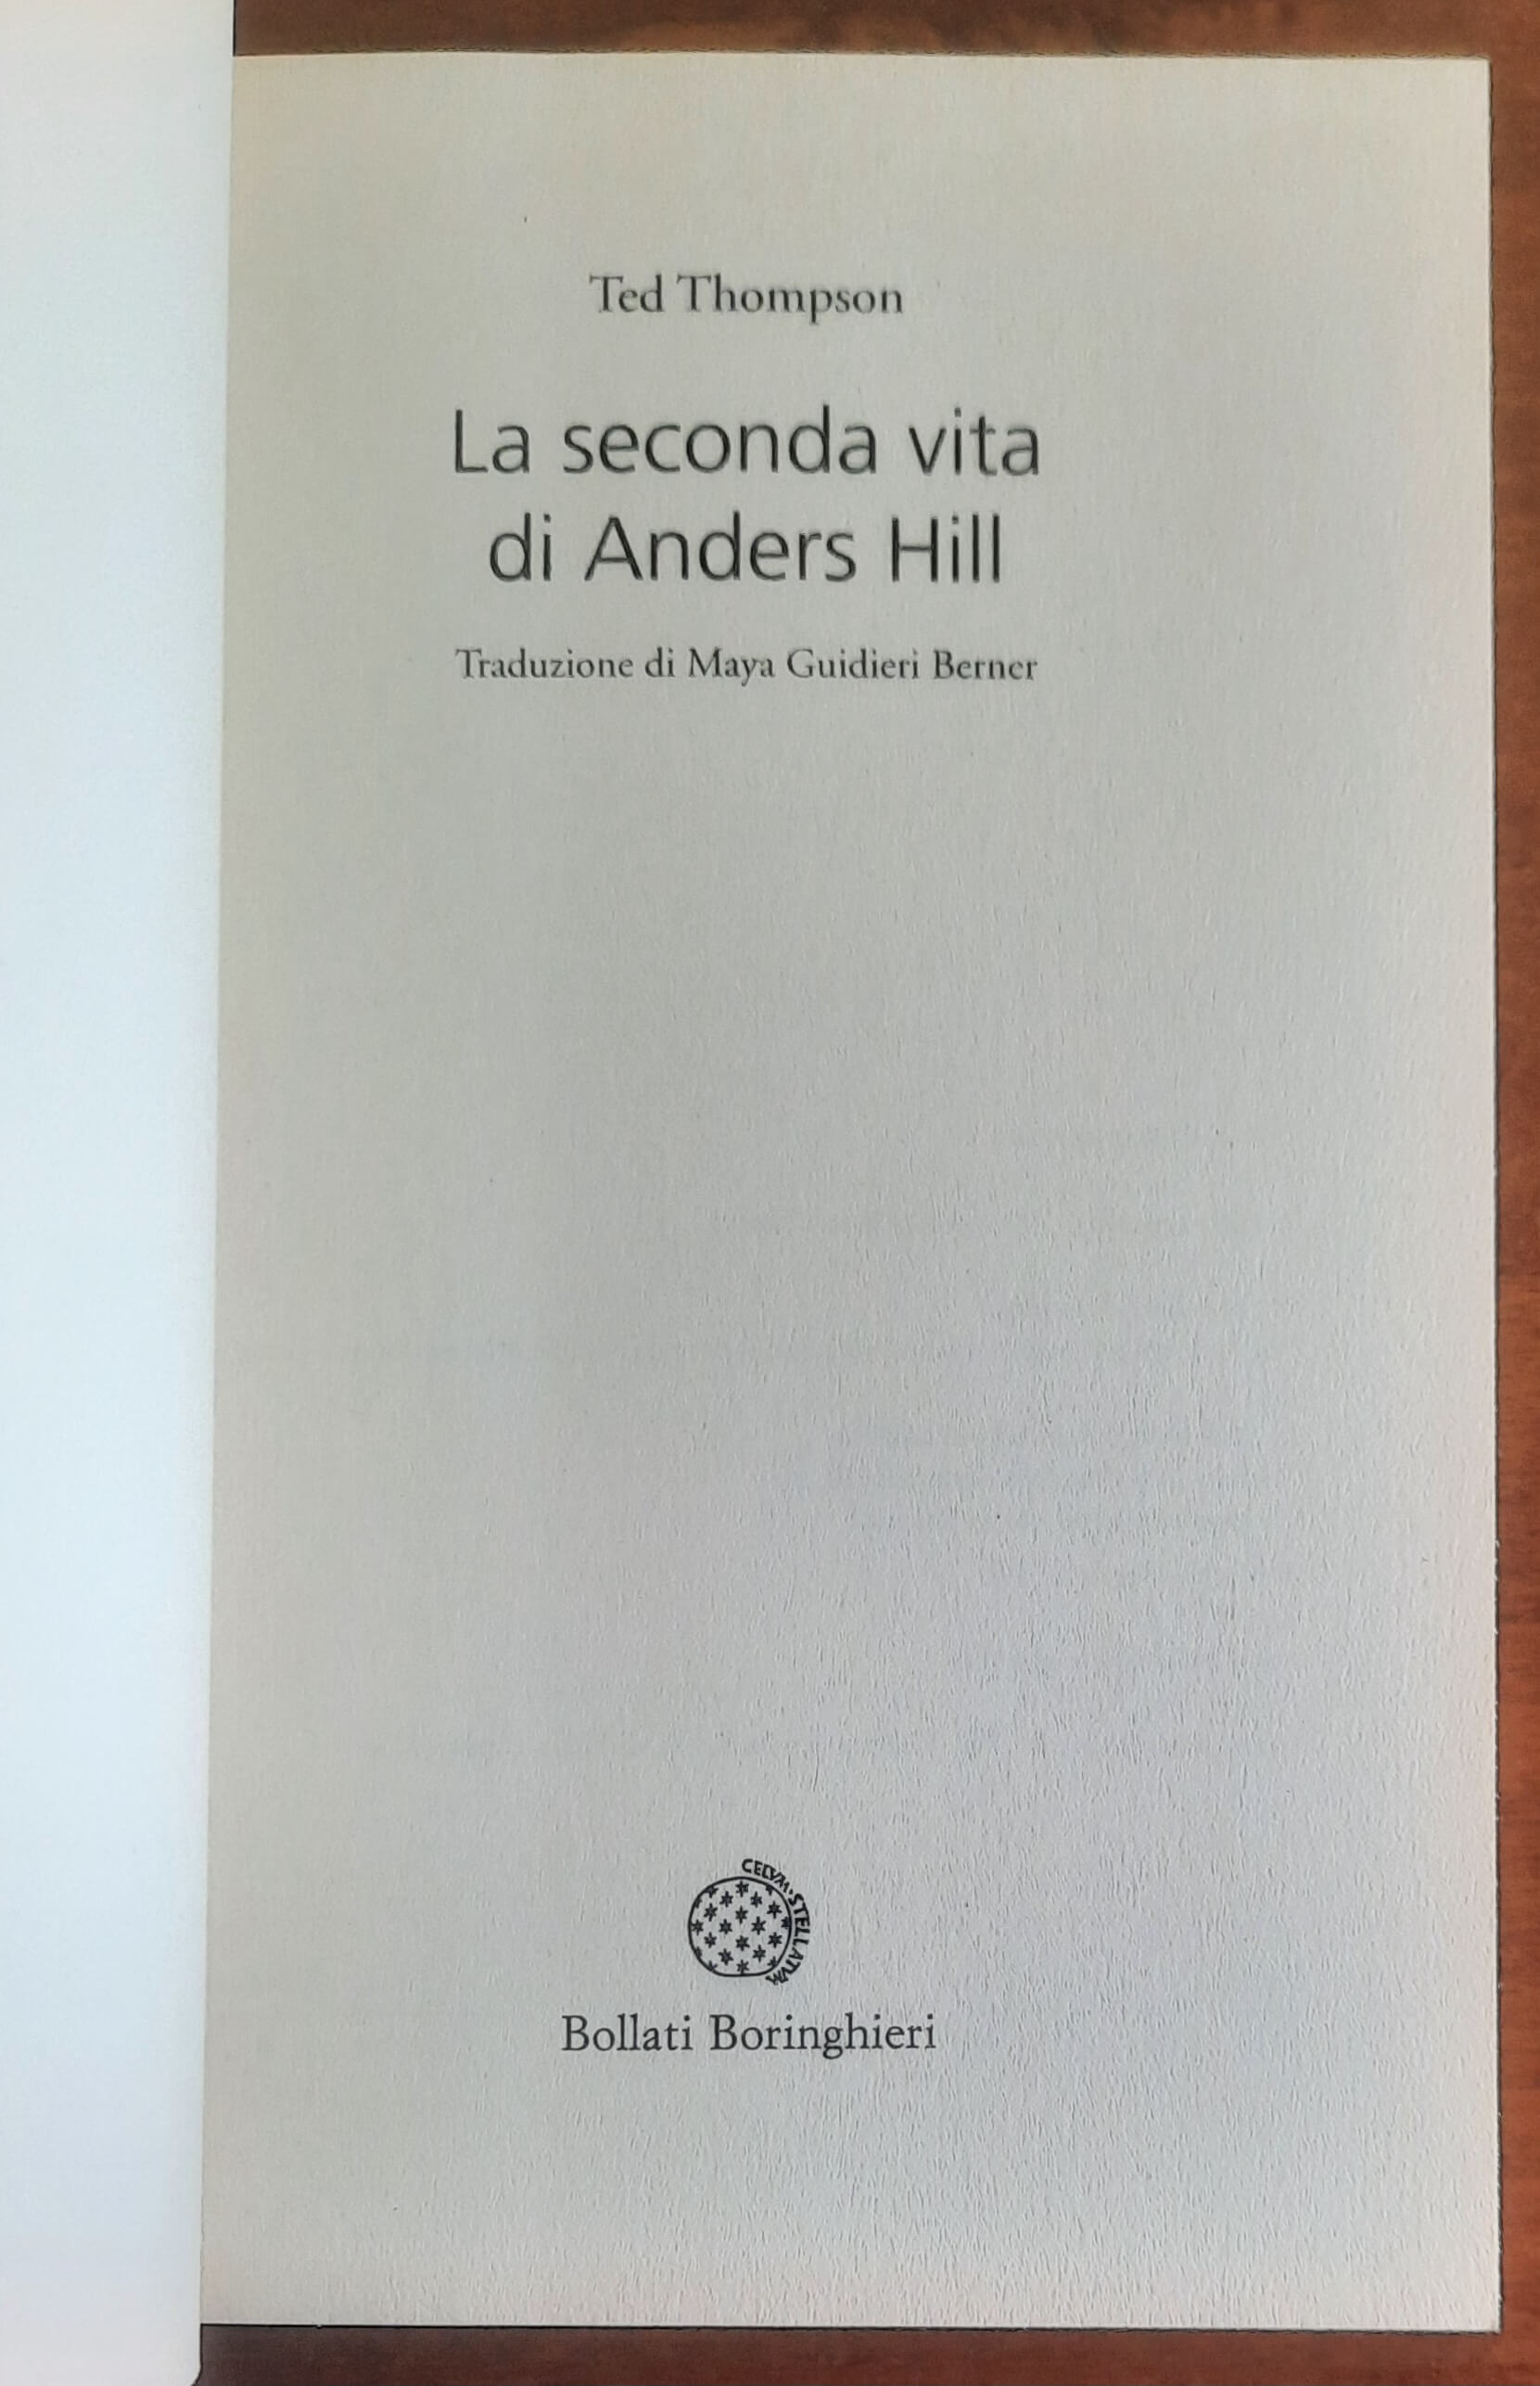 Ted Thompson
La seconda vita
di Anders Hill
Traduzione di Maya Guidieri Berner
CELVM·STELLATVM
Bollati Boringhieri